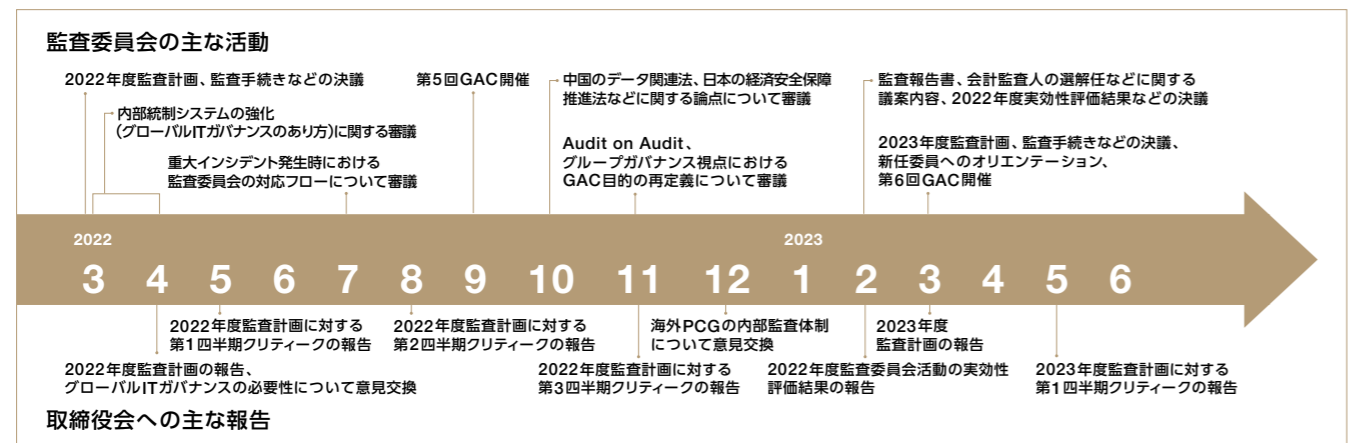 監査委員会の主な活動
2022年度監査計画、監査手続きなどの決議
内部統制システムの強化
（グローバルITガバナンスのあり方）に関する審議
重大インシデント発生時における
監査委員会の対応フローについて審議
第5回GAC開催
中国のデータ関連法、日本の経済安全保障
推進法などに関する論点について審議
Audit on Audit、
グループガバナンス視点における
GAC目的の再定義について審議
監査報告書、会計監査人の選解任などに関する
議案内容、2022年度実効性評価結果などの決議
2023年度監査計画、監査手続きなどの決議、
新任委員へのオリエンテーション、
第6回GAC開催
2022 2023
3 4 5 6 7 8 9 10 11 12 1 2 3 4 5 6
2022年度監査計画に対する
第1四半期クリティークの報告
2022年度監査計画の報告、
グローバルITガバナンスの必要性について意見交換
2022年度監査計画に対する
第2四半期クリティークの報告
2022年度監査計画に対する
第3四半期クリティークの報告
海外PCGの内部監査体制
について意見交換
2022年度監査委員会活動の実効性
評価結果の報告
2023年度
監査計画の報告
2023年度監査計画に対する
第1四半期クリティークの報告
取締役会への主な報告